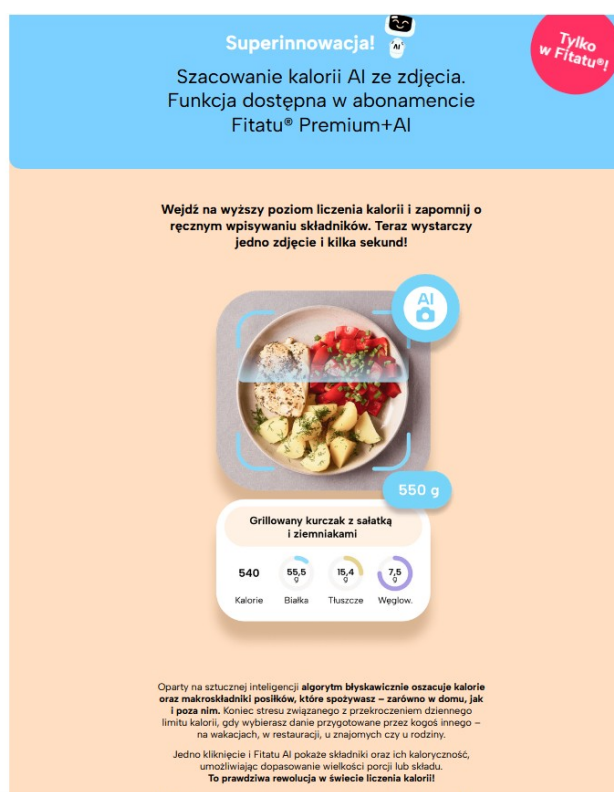 Superinnowacja!
AI
Tylko
w Fitatu®!
Szacowanie kalorii AI ze zdjęcia.
Funkcja dostępna w abonamencie
Fitatu® Premium+AI
Wejdź na wyższy poziom liczenia kalorii i zapomnij o
ręcznym wpisywaniu składników. Teraz wystarczy
jedno zdjęcie i kilka sekund!
AI
550 g
Grillowany kurczak z sałatką
i ziemniakami
540
55,5
g
15,4
g
7,5
g
Kalorie Białka Tłuszcze Węglow.
Oparty na sztucznej inteligencji algorytm błyskawicznie oszacuje kalorie
oraz makroskładniki posiłków, które spożywasz – zarówno w domu, jak
i poza nim. Koniec stresu związanego z przekroczeniem dziennego
limitu kalorii, gdy wybierasz danie przygotowane przez kogoś innego –
na wakacjach, w restauracji, u znajomych czy u rodziny.
Jedno kliknięcie i Fitatu AI pokaże składniki oraz ich kaloryczność,
umożliwiając dopasowanie wielkości porcji lub składu.
To prawdziwa rewolucja w świecie liczenia kalorii!